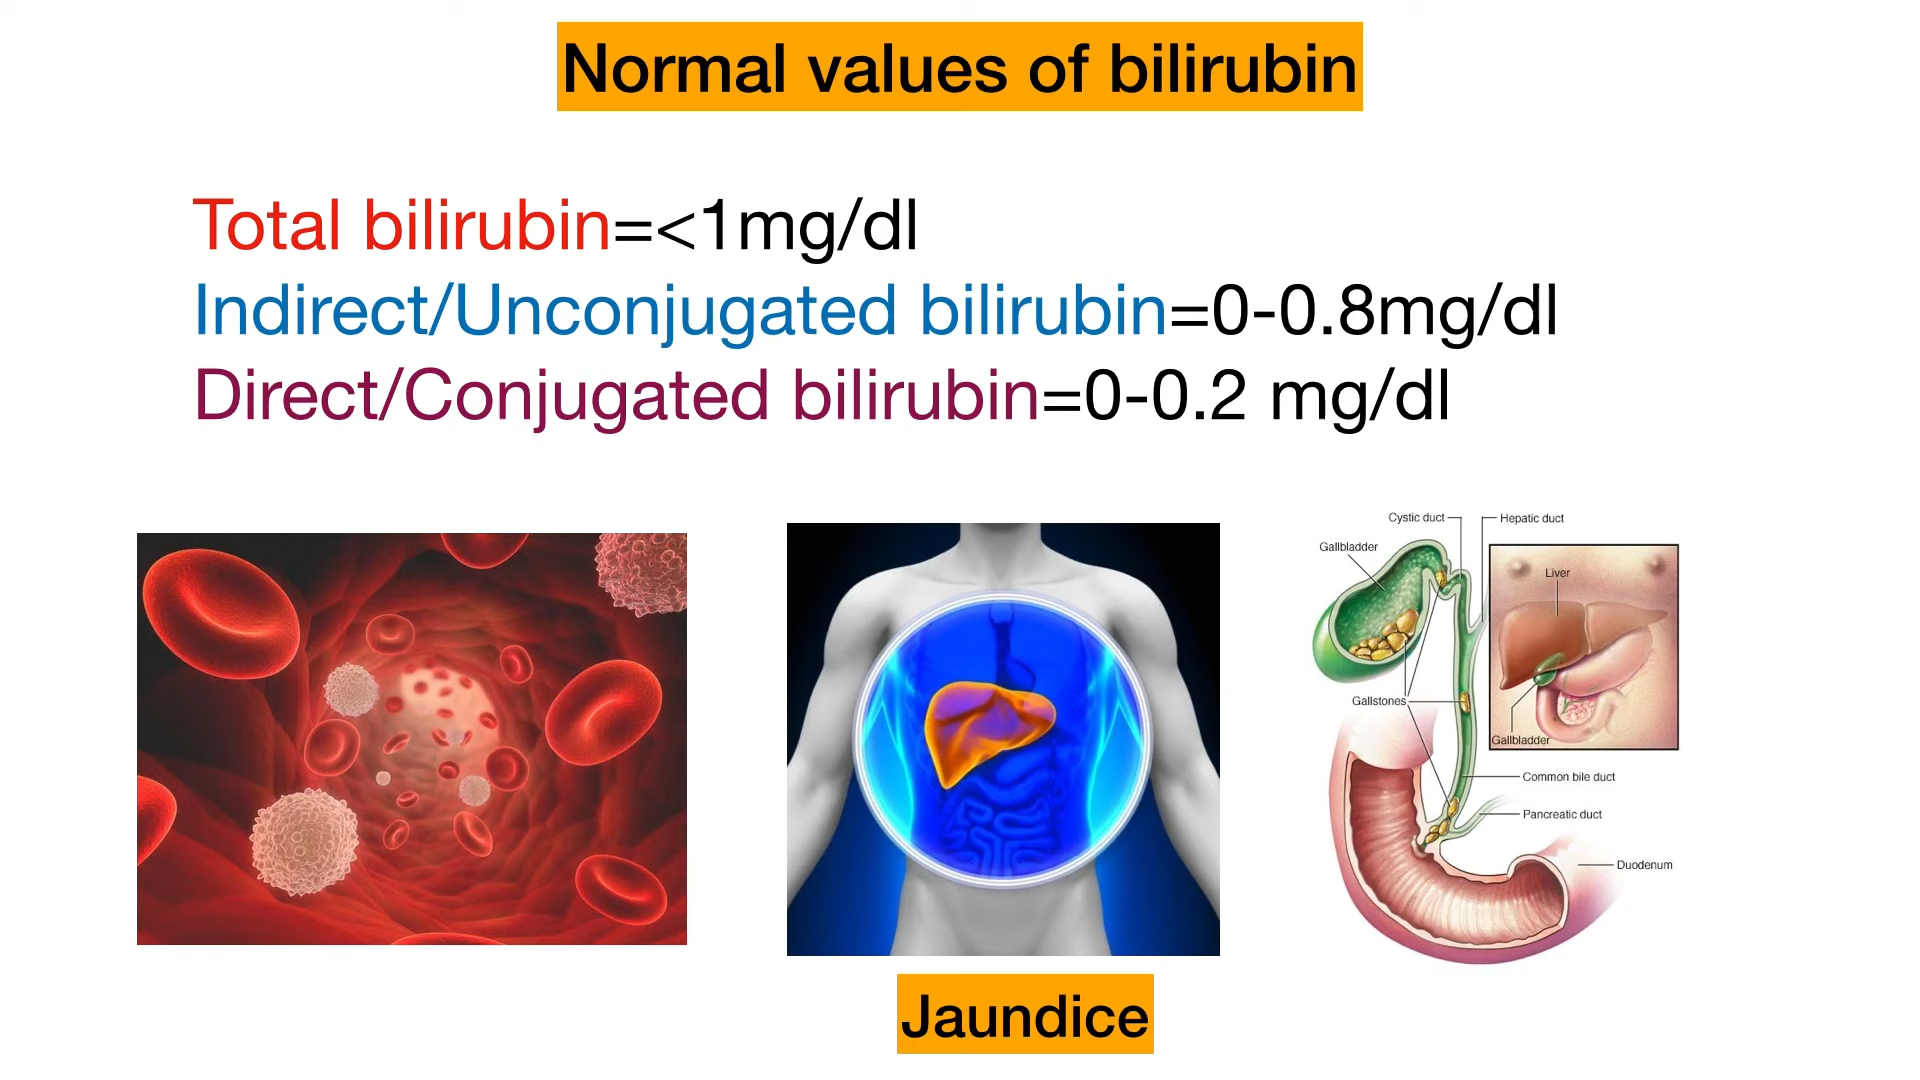 Normal values of bilirubin
Total bilirubin=<1mg/dl
Indirect/Unconjugated bilirubin=0-0.8mg/dl
Direct/Conjugated bilirubin=0-0.2 mg/dl
Cystic duct
Hepatic duct
Gallbladder
Liver
Gallstones
Gallbladder
Common bile duct
Pancreatic duct
Duodenum
Jaundice